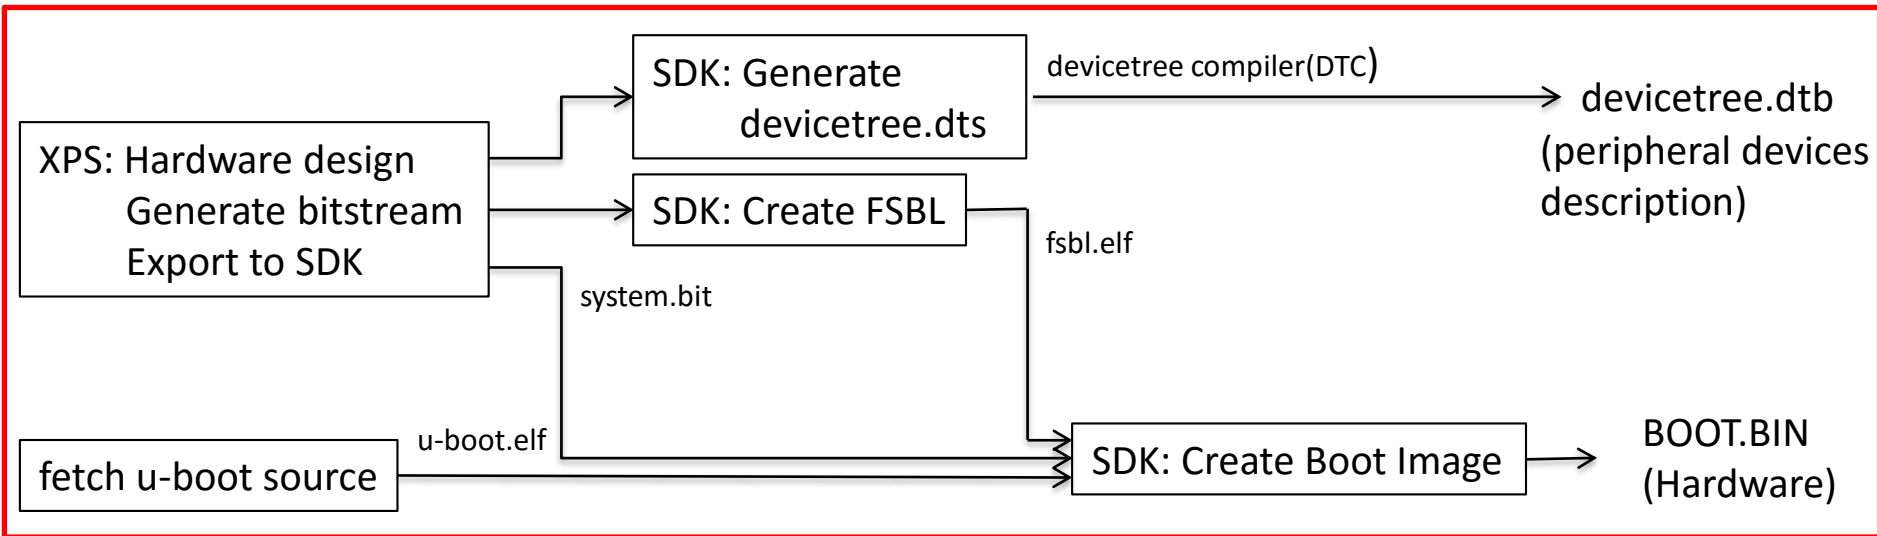 SDK: Generate
devicetree.dts
devicetree compiler(DTC)
devicetree.dtb
(peripheral devices
description)
XPS: Hardware design
Generate bitstream
Export to SDK
SDK: Create FSBL
fsbl.elf
system.bit
u-boot.elf
fetch u-boot source
SDK: Create Boot Image
BOOT.BIN
(Hardware)